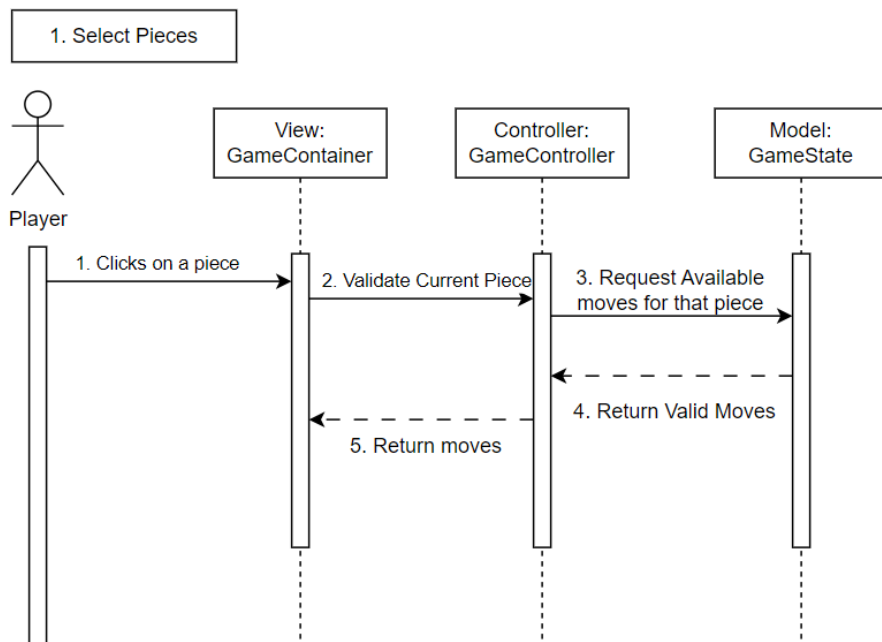 1. Select Pieces
View:
GameContainer
Controller:
GameController
Model:
GameState
Player
1. Clicks on a piece
2. Validate Current Piece
3. Request Available
moves for that piece
4. Return Valid Moves
5. Return moves